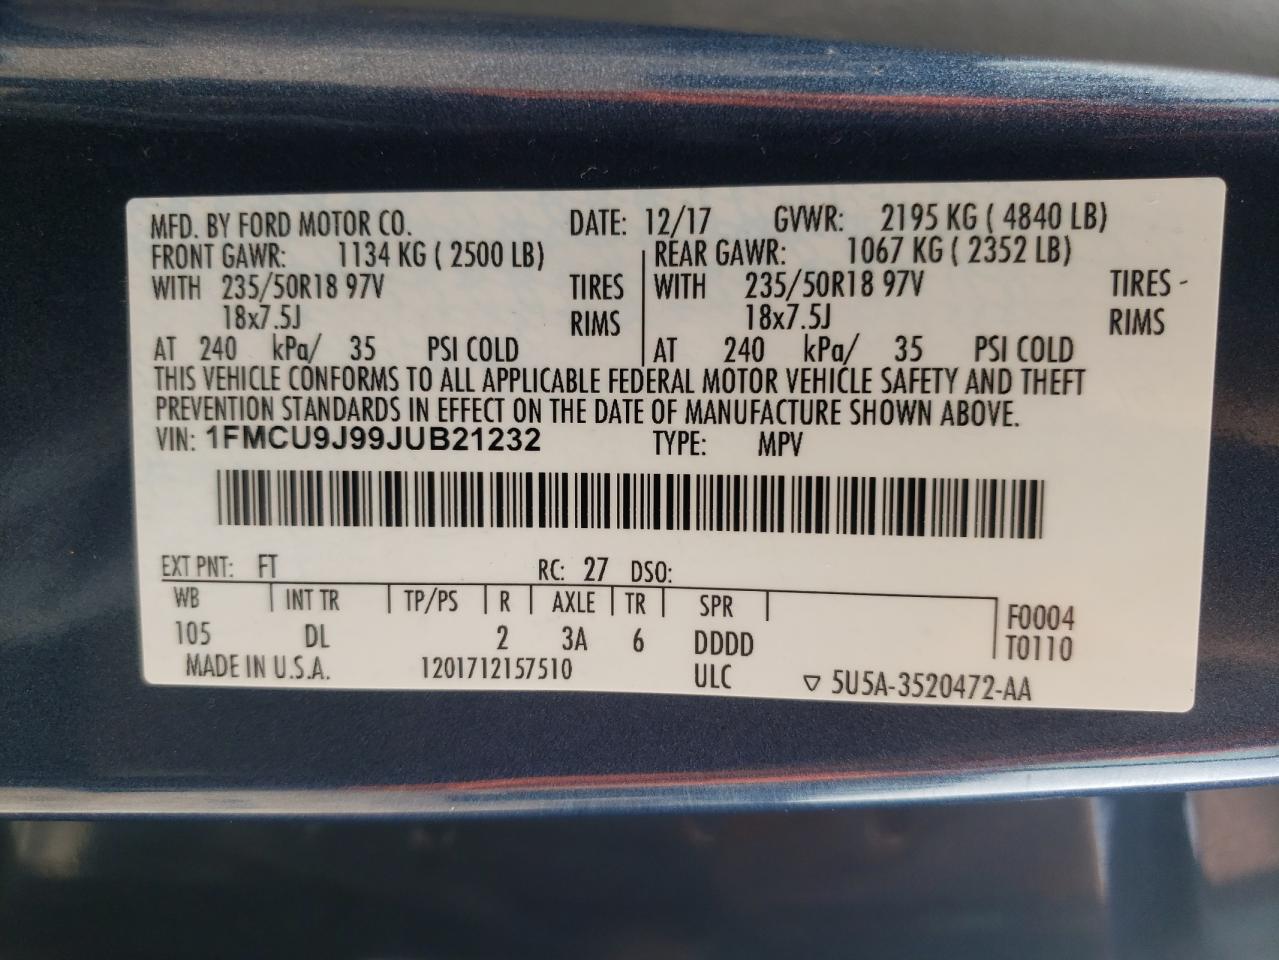 MFD. BY FORD MOTOR CO. DATE: 12/17 GVWR: 2195 KG ( 4840 LB)
FRONT GAWR: 1134 KG ( 2500 LB) REAR GAWR: 1067 KG ( 2352 LB)
WITH 235/50R18 97V TIRES WITH 235/50R18 97V TIRES -
18x7.5J RIMS 18x7.5J RIMS
AT 240 kPa/ 35 PSI COLD AT 240 kPa/ 35 PSI COLD
THIS VEHICLE CONFORMS TO ALL APPLICABLE FEDERAL MOTOR VEHICLE SAFETY AND THEFT
PREVENTION STANDARDS IN EFFECT ON THE DATE OF MANUFACTURE SHOWN ABOVE.
VIN: 1FMCU9J99JUB21232 TYPE: MPV
EXT PNT: FT RC: 27 DSO:
WB INT TR TP/PS R AXLE TR SPR F0004
105 DL 2 3A 6 DDDD T0110
MADE IN U.S.A. 1201712157510 ULC ▽ 5U5A-3520472-AA